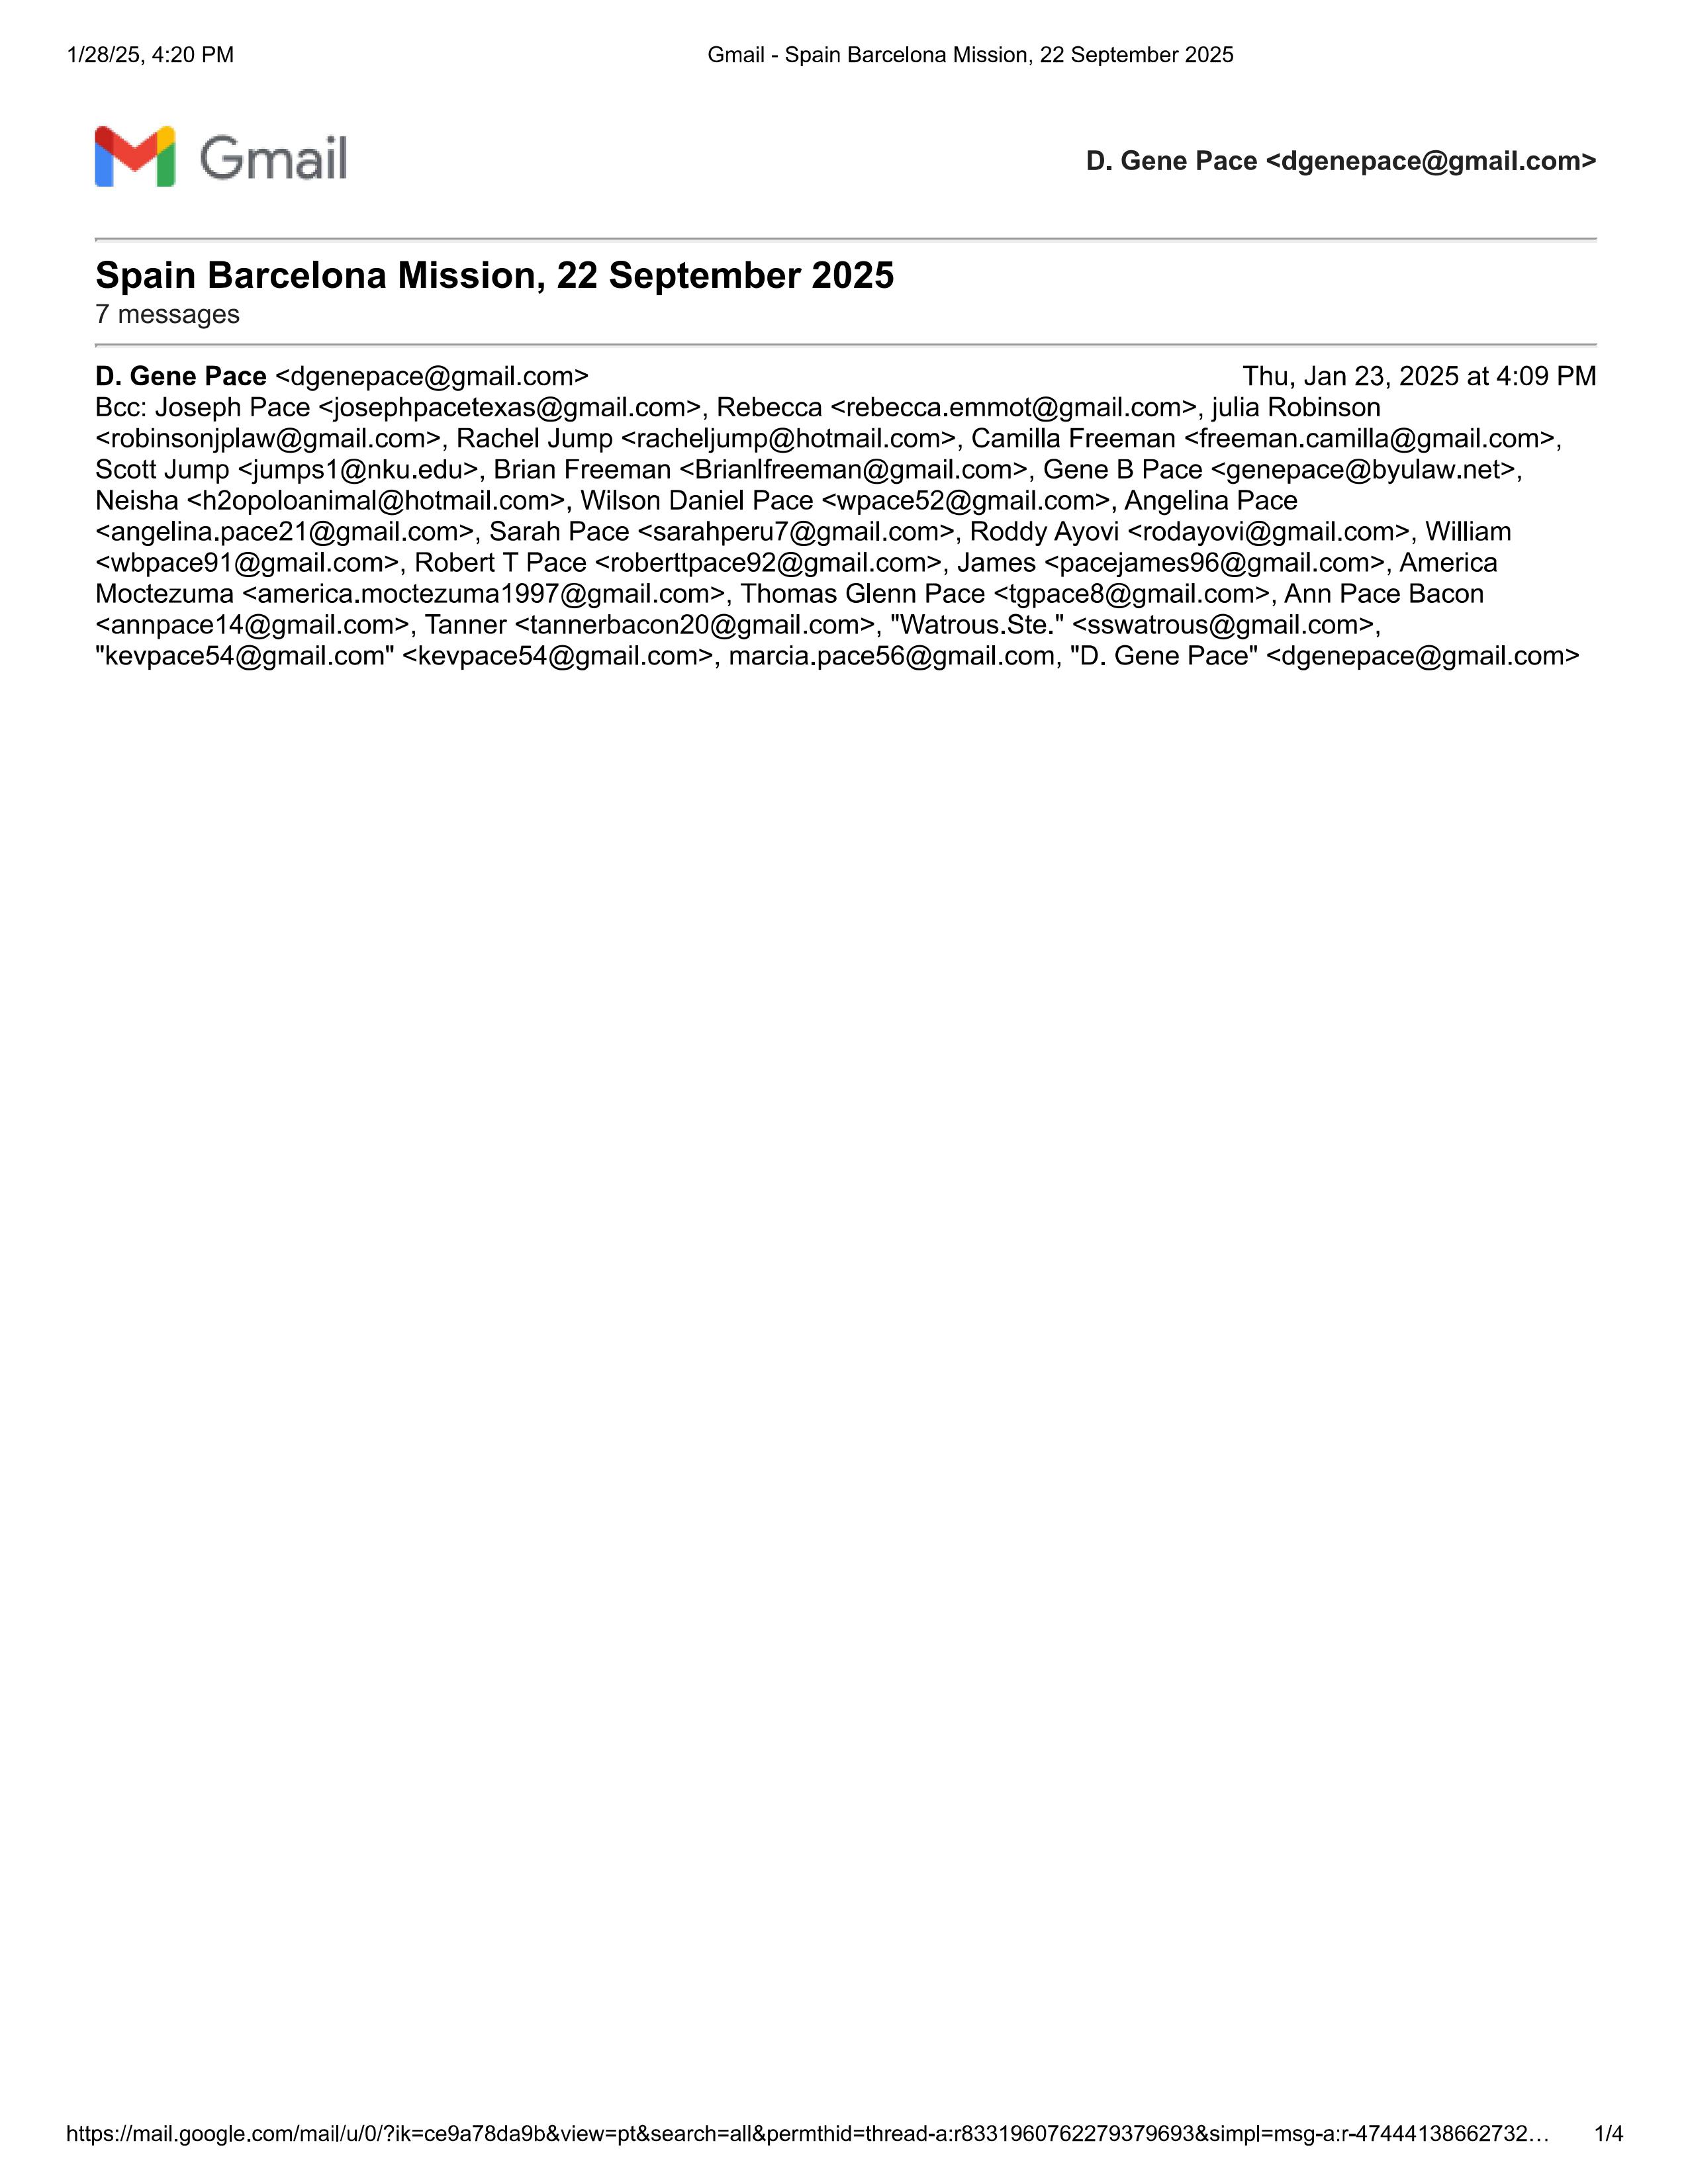 1/28/25, 4:20 PM Gmail - Spain Barcelona Mission, 22 September 2025
Gmail D. Gene Pace <dgenepace@gmail.com>
Spain Barcelona Mission, 22 September 2025
7 messages
D. Gene Pace <dgenepace@gmail.com> Thu, Jan 23, 2025 at 4:09 PM
Bcc: Joseph Pace <josephpacetexas@gmail.com>, Rebecca <rebecca.emmot@gmail.com>, julia Robinson
<robinsonjplaw@gmail.com>, Rachel Jump <racheljump@hotmail.com>, Camilla Freeman <freeman.camilla@gmail.com>,
Scott Jump <jumps1@nku.edu>, Brian Freeman <Brianlfreeman@gmail.com>, Gene B Pace <genepace@byulaw.net>,
Neisha <h2opoloanimal@hotmail.com>, Wilson Daniel Pace <wpace52@gmail.com>, Angelina Pace
<angelina.pace21@gmail.com>, Sarah Pace <sarahperu7@gmail.com>, Roddy Ayovi <rodayovi@gmail.com>, William
<wbpace91@gmail.com>, Robert T Pace <roberttpace92@gmail.com>, James <pacejames96@gmail.com>, America
Moctezuma <america.moctezuma1997@gmail.com>, Thomas Glenn Pace <tgpace8@gmail.com>, Ann Pace Bacon
<annpace14@gmail.com>, Tanner <tannerbacon20@gmail.com>, "Watrous.Ste." <sswatrous@gmail.com>,
"kevpace54@gmail.com" <kevpace54@gmail.com>, marcia.pace56@gmail.com, "D. Gene Pace" <dgenepace@gmail.com>
https://mail.google.com/mail/u/0/?ik=ce9a78da9b&view=pt&search=all&permthid=thread-a:r8331960762279379693&simpl=msg-a:r-47444138662732… 1/4